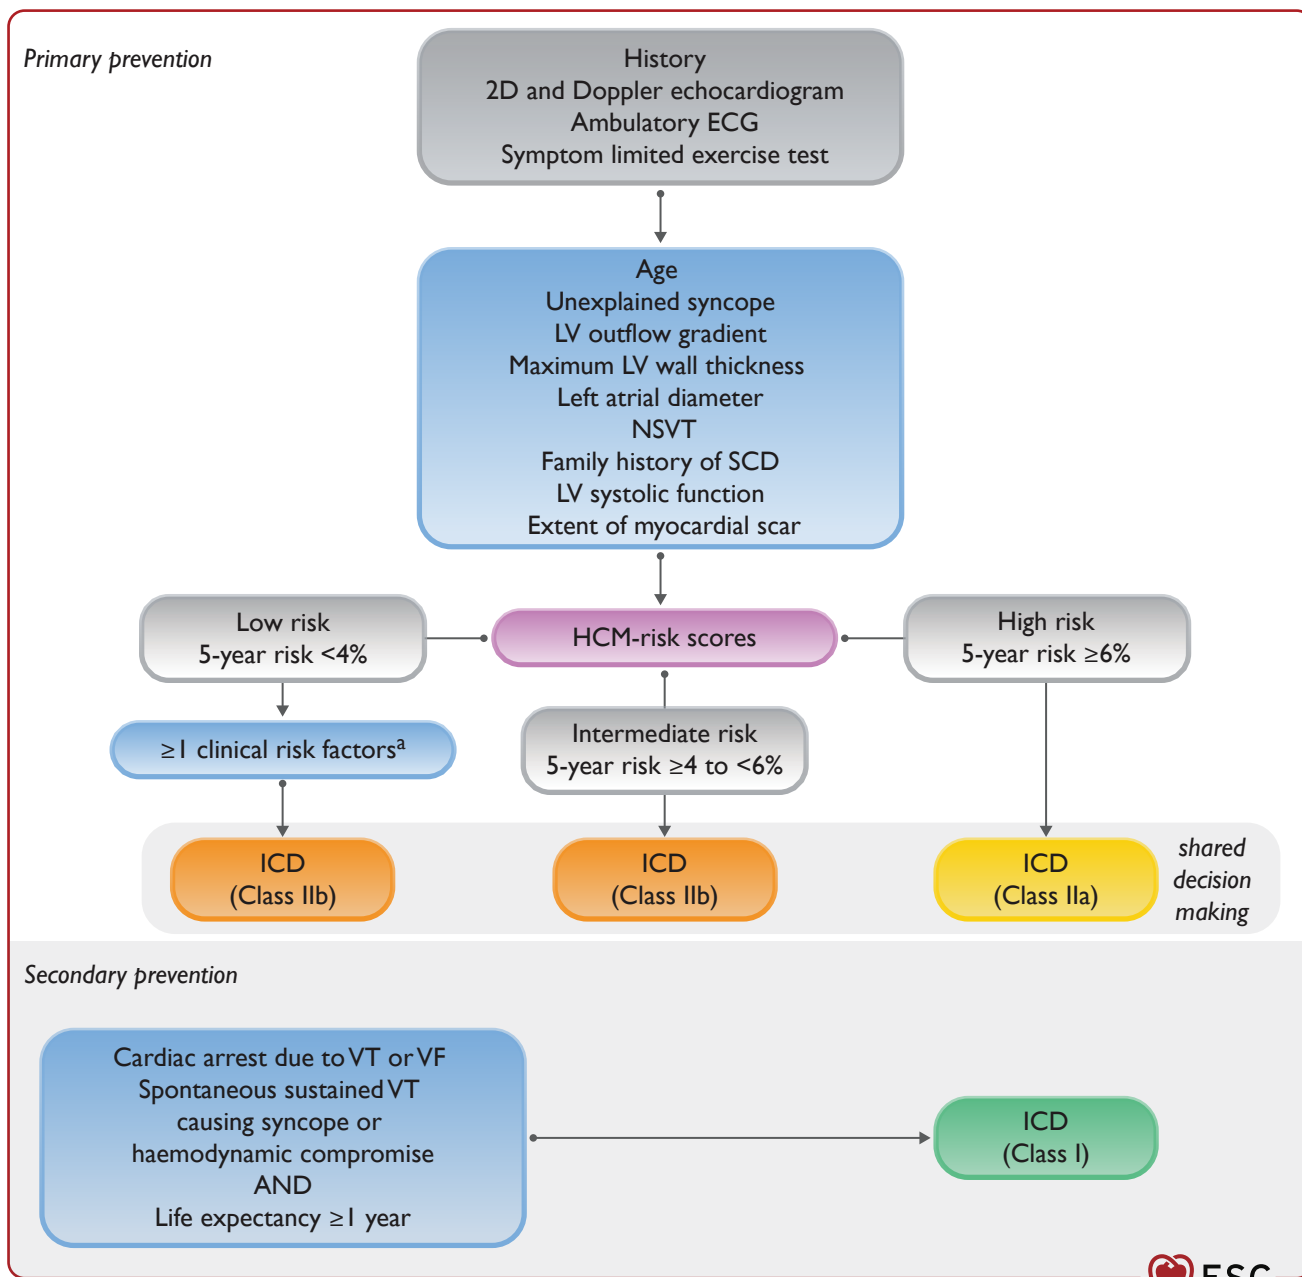 Primary prevention
History
2D and Doppler echocardiogram
Ambulatory ECG
Symptom limited exercise test
Age
Unexplained syncope
LV outflow gradient
Maximum LV wall thickness
Left atrial diameter
NSVT
Family history of SCD
LV systolic function
Extent of myocardial scar
Low risk
5-year risk <4%
HCM-risk scores
High risk
5-year risk ≥6%
≥1 clinical risk factorsᵃ
Intermediate risk
5-year risk ≥4 to <6%
ICD
(Class IIb)
ICD
(Class IIb)
ICD
(Class IIa)
shared
decision
making
Secondary prevention
Cardiac arrest due to VT or VF
Spontaneous sustained VT
causing syncope or
haemodynamic compromise
AND
Life expectancy ≥1 year
ICD
(Class I)
ESC